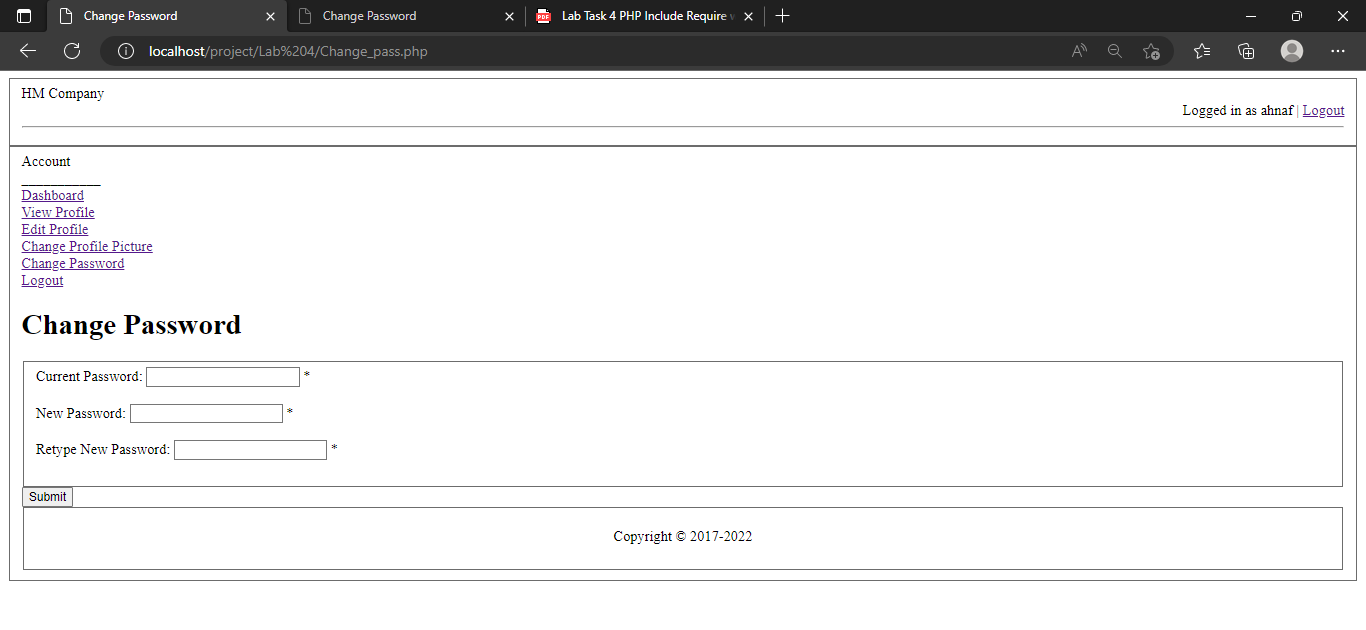 Change Password
Change Password
Lab Task 4 PHP Include Require
localhost/project/Lab%204/Change_pass.php
HM Company
Logged in as ahnaf | Logout
Account
___________
Dashboard
View Profile
Edit Profile
Change Profile Picture
Change Password
Logout
Change Password
Current Password: *
New Password: *
Retype New Password: *
Submit
Copyright © 2017-2022